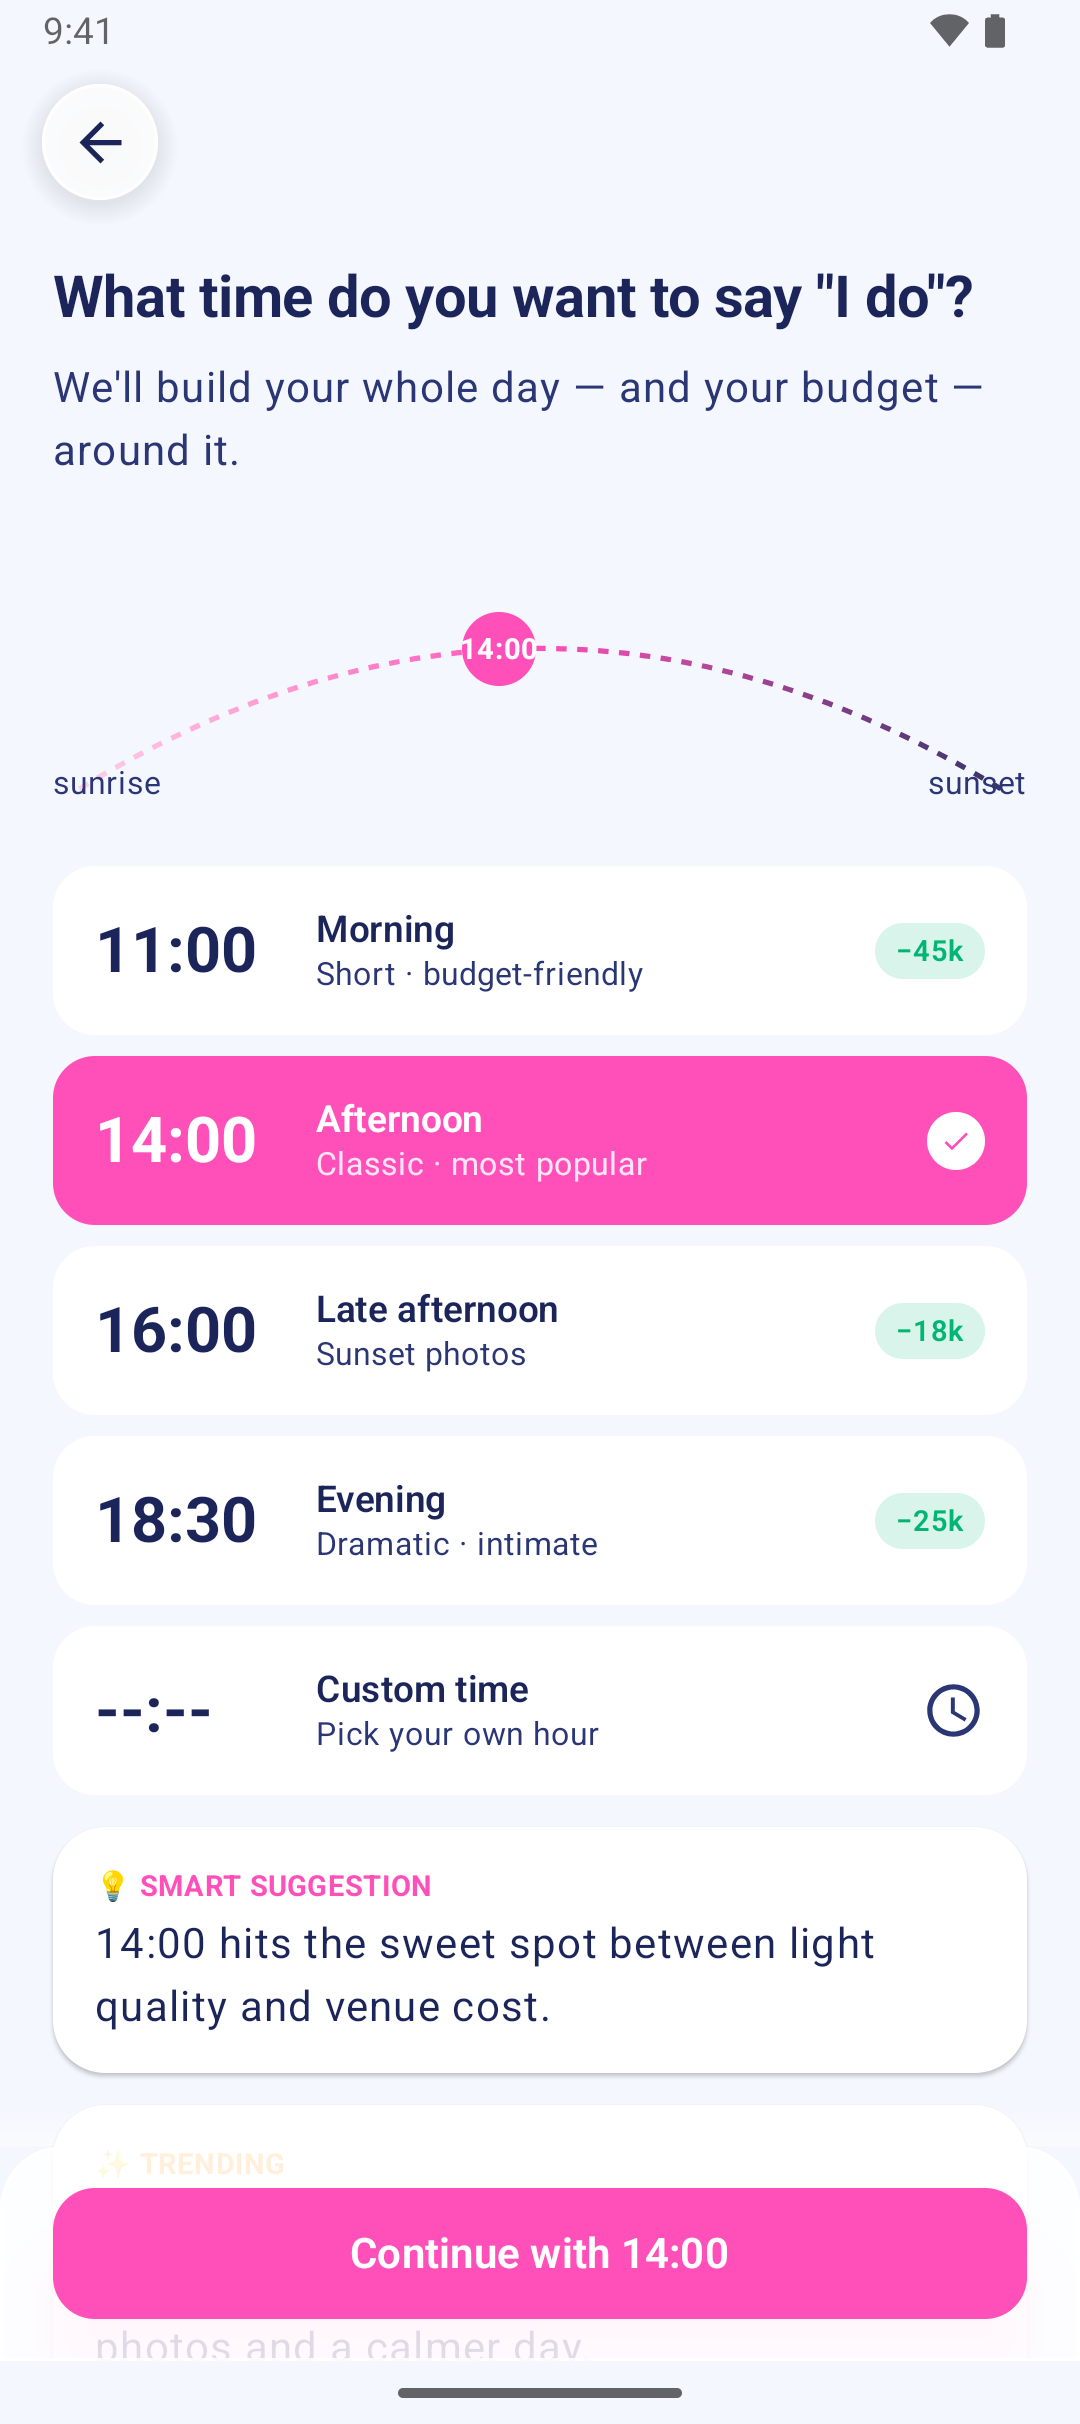 9:41
What time do you want to say "I do"?
We'll build your whole day — and your budget —
around it.
14:00
sunrise
sunset
11:00
Morning
Short · budget-friendly
−45k
14:00
Afternoon
Classic · most popular
16:00
Late afternoon
Sunset photos
−18k
18:30
Evening
Dramatic · intimate
−25k
--:--
Custom time
Pick your own hour
💡 SMART SUGGESTION
14:00 hits the sweet spot between light
quality and venue cost.
✨ TRENDING
Continue with 14:00
photos and a calmer day.